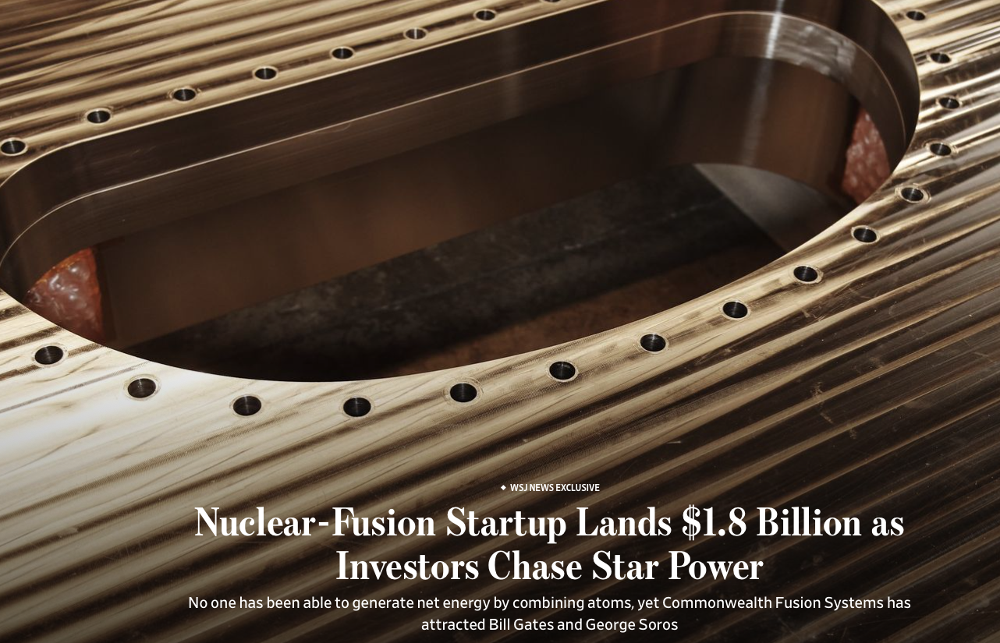 ◆ WSJ NEWS EXCLUSIVE
Nuclear-Fusion Startup Lands $1.8 Billion as
Investors Chase Star Power
No one has been able to generate net energy by combining atoms, yet Commonwealth Fusion Systems has
attracted Bill Gates and George Soros